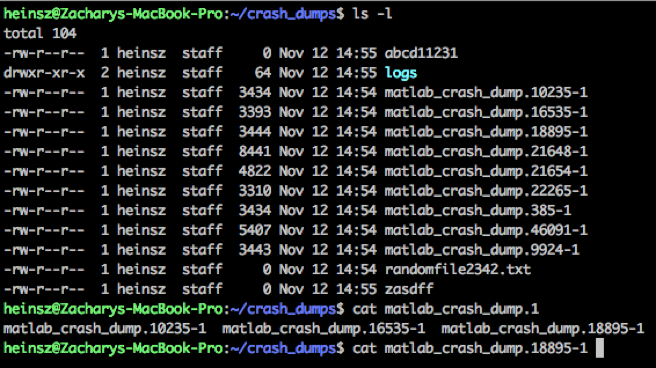 heinsz@Zacharys-MacBook-Pro:~/crash_dumps$ ls -l
total 104
-rw-r--r-- 1 heinsz staff 0 Nov 12 14:55 abcd11231
drwxr-xr-x 2 heinsz staff 64 Nov 12 14:55 logs
-rw-r--r-- 1 heinsz staff 3434 Nov 12 14:54 matlab_crash_dump.10235-1
-rw-r--r-- 1 heinsz staff 3393 Nov 12 14:54 matlab_crash_dump.16535-1
-rw-r--r-- 1 heinsz staff 3444 Nov 12 14:54 matlab_crash_dump.18895-1
-rw-r--r-- 1 heinsz staff 8441 Nov 12 14:54 matlab_crash_dump.21648-1
-rw-r--r-- 1 heinsz staff 4822 Nov 12 14:54 matlab_crash_dump.21654-1
-rw-r--r-- 1 heinsz staff 3310 Nov 12 14:54 matlab_crash_dump.22265-1
-rw-r--r-- 1 heinsz staff 3434 Nov 12 14:54 matlab_crash_dump.385-1
-rw-r--r-- 1 heinsz staff 5407 Nov 12 14:54 matlab_crash_dump.46091-1
-rw-r--r-- 1 heinsz staff 3443 Nov 12 14:54 matlab_crash_dump.9924-1
-rw-r--r-- 1 heinsz staff 0 Nov 12 14:54 randomfile2342.txt
-rw-r--r-- 1 heinsz staff 0 Nov 12 14:55 zasdff
heinsz@Zacharys-MacBook-Pro:~/crash_dumps$ cat matlab_crash_dump.1
matlab_crash_dump.10235-1 matlab_crash_dump.16535-1 matlab_crash_dump.18895-1
heinsz@Zacharys-MacBook-Pro:~/crash_dumps$ cat matlab_crash_dump.18895-1